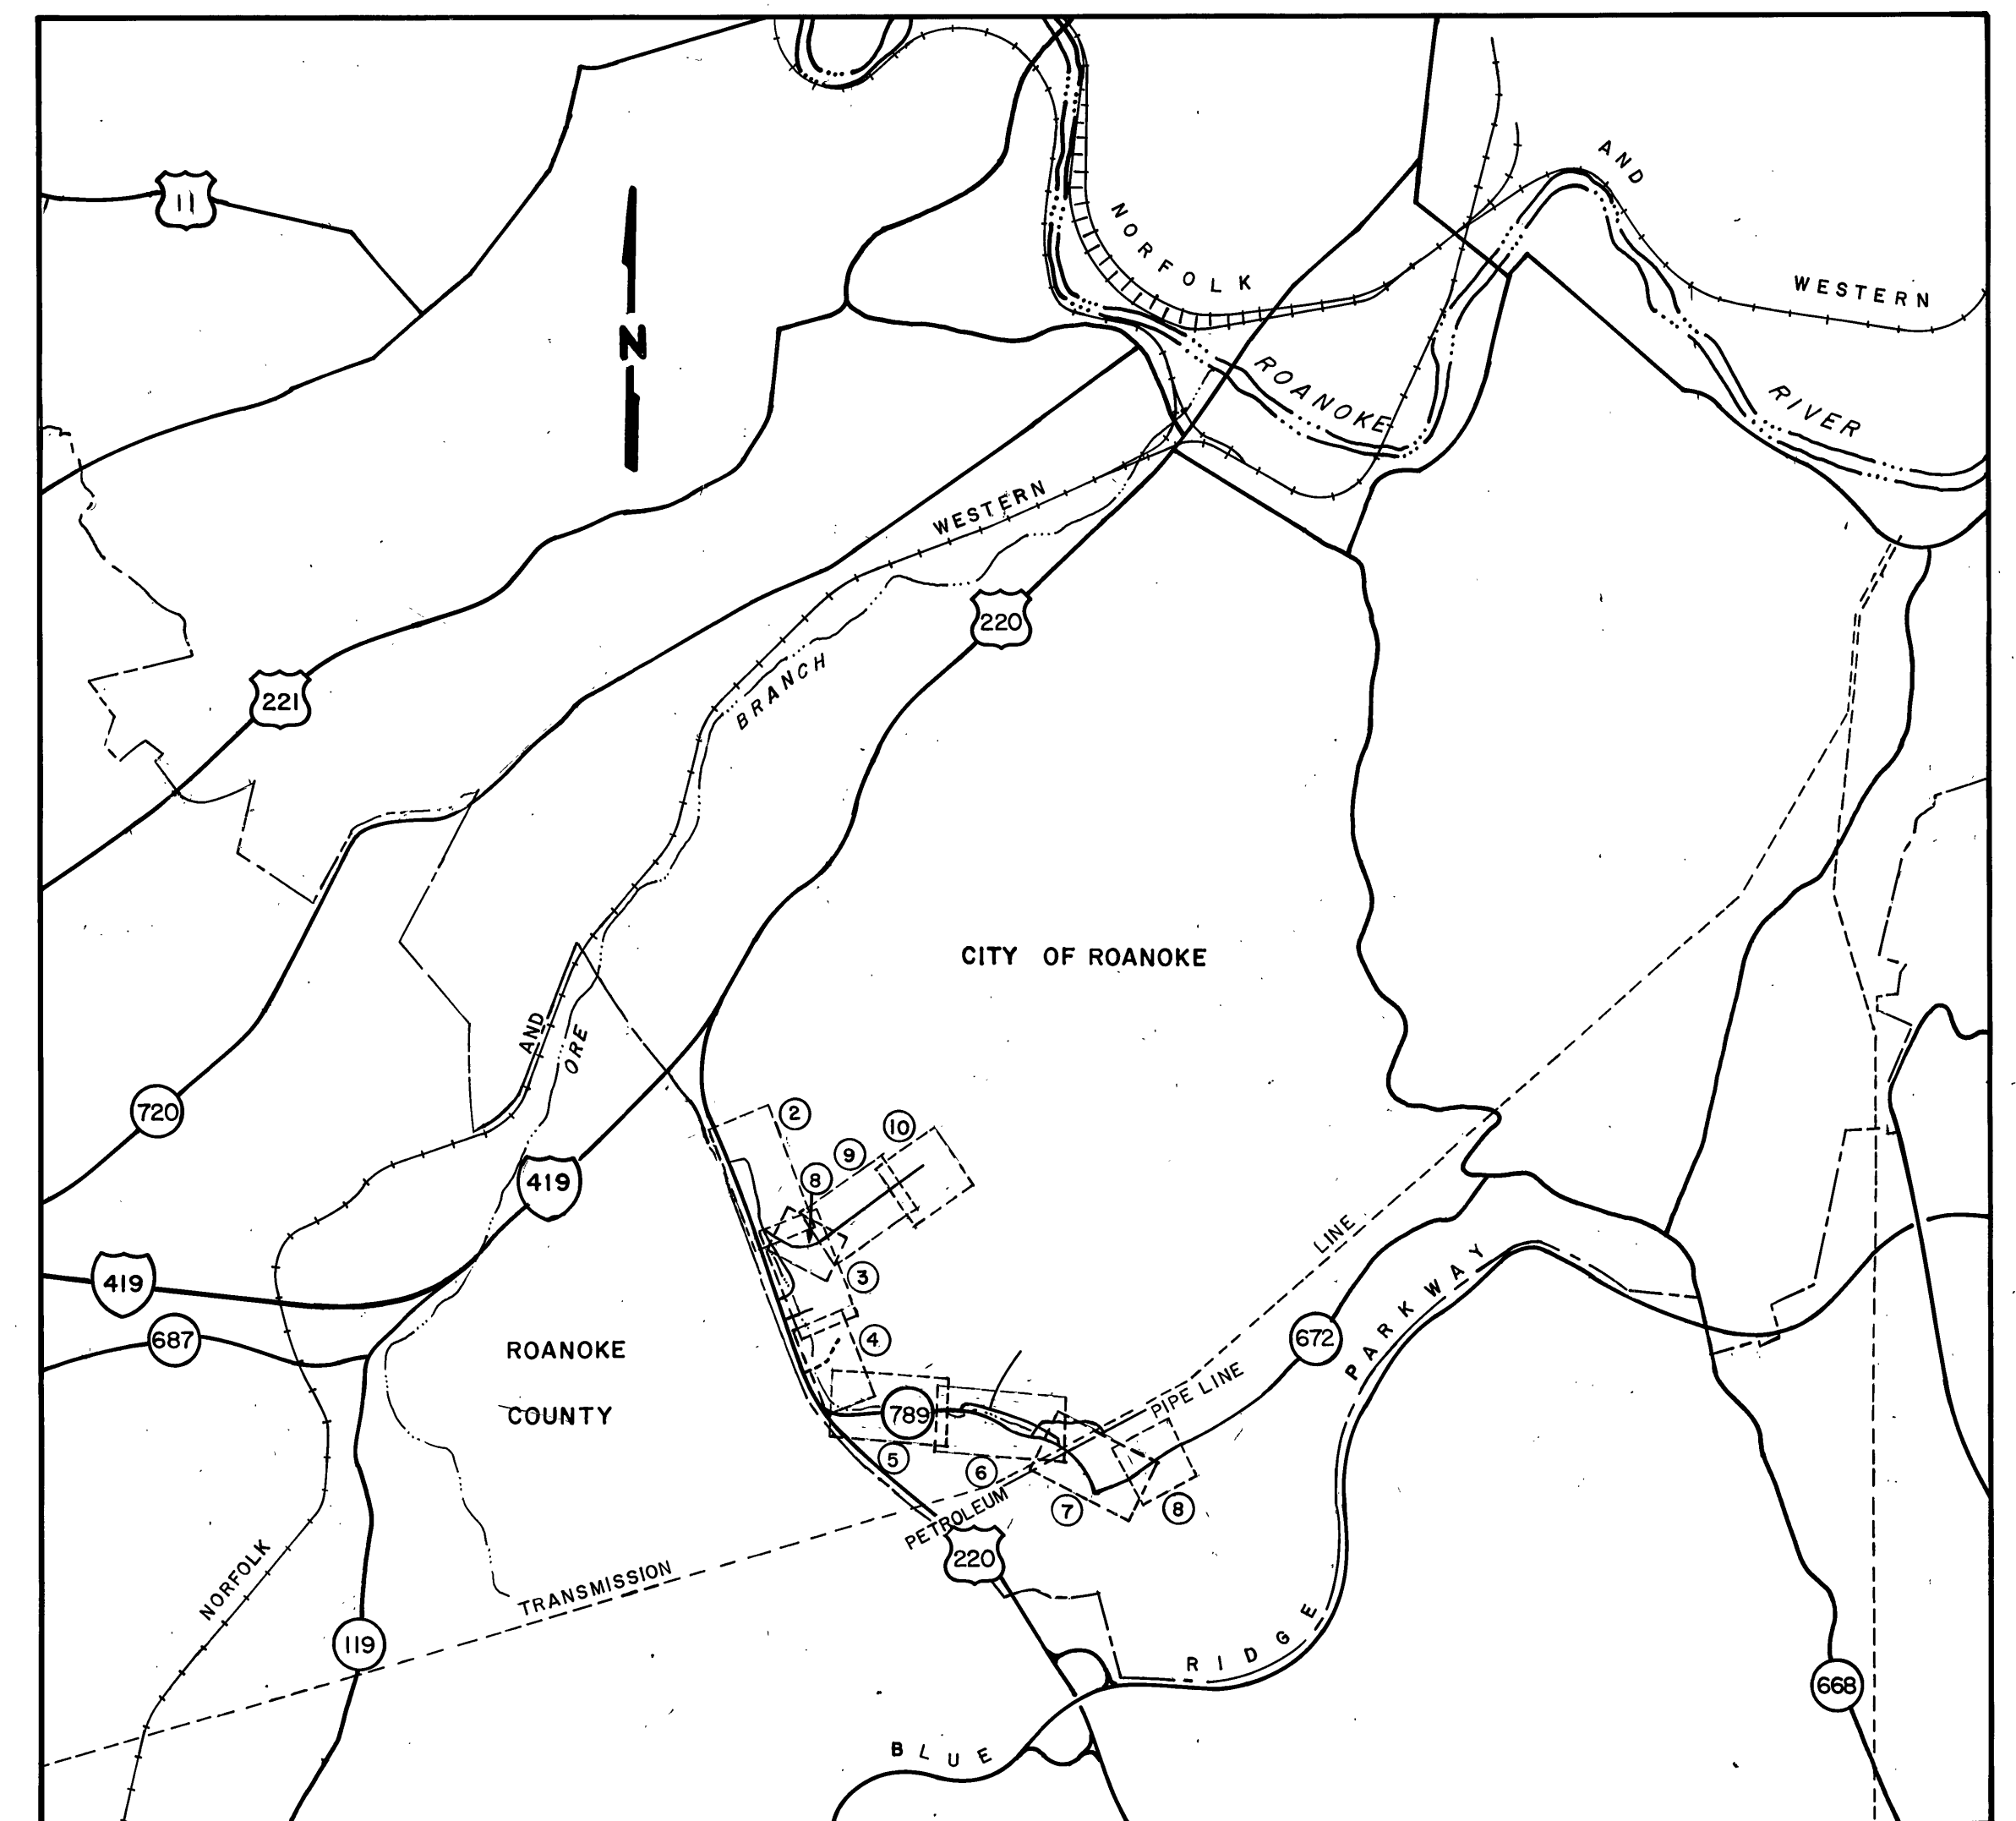 AND
11
NORFOLK
WESTERN
N
ROANOKE
RIVER
WESTERN
220
BRANCH
221
CITY OF ROANOKE
AND
ORE
720
2
10
9
8
419
LINE
419
3
PARKWAY
687
4
672
ROANOKE
COUNTY
PIPE LINE
789
5
6
PETROLEUM
7
8
220
NORFOLK
TRANSMISSION
119
RIDGE
668
BLUE